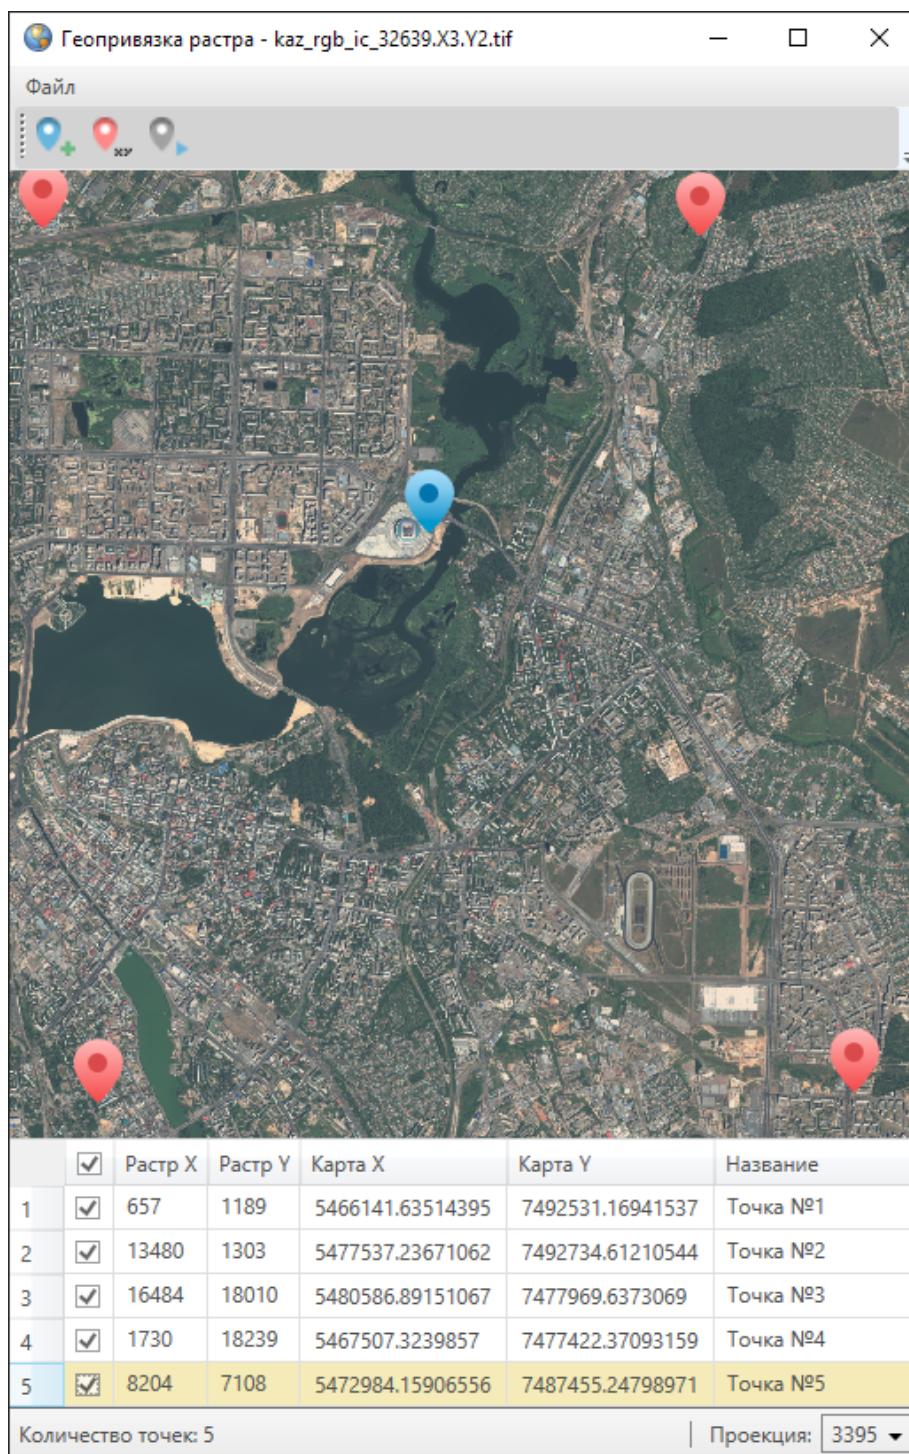 Геопривязка растра - kaz_rgb_ic_32639.X3.Y2.tif
Файл
XY
Растр X Растр Y Карта X Карта Y Название
1 657 1189 5466141.63514395 7492531.16941537 Точка №1
2 13480 1303 5477537.23671062 7492734.61210544 Точка №2
3 16484 18010 5480586.89151067 7477969.6373069 Точка №3
4 1730 18239 5467507.3239857 7477422.37093159 Точка №4
5 8204 7108 5472984.15906556 7487455.24798971 Точка №5
Количество точек: 5 Проекция: 3395